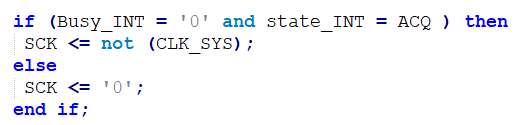 if (Busy_INT = '0' and state_INT = ACQ ) then
SCK <= not (CLK_SYS);
else
SCK <= '0';
end if;